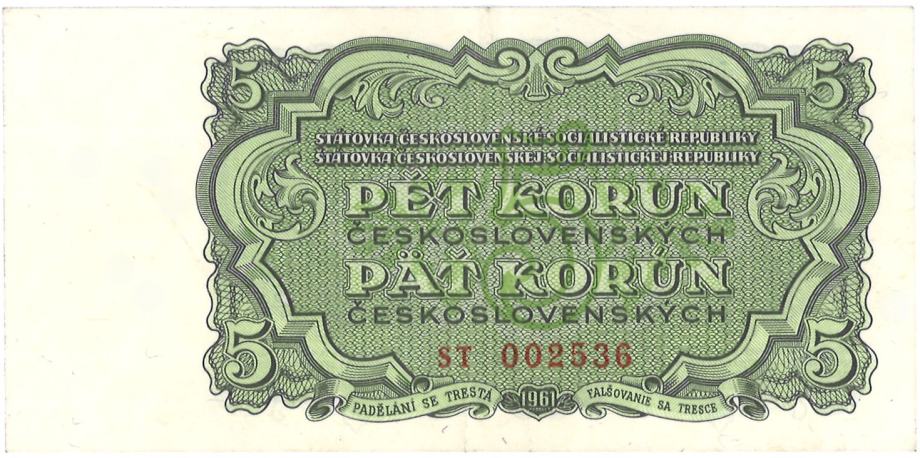 5 5
STATOVKA ČESKOSLOVENSKÉ SOCIALISTICKÉ REPUBLIKY
ŠTÁTOVKA ČESKOSLOVENSKEJ SOCIALISTICKEJ REPUBLIKY
PĚT KORUN
ČESKOSLOVENSKÝCH
PÄŤ KORÚN
ČESKOSLOVENSKÝCH
ST 002536
5 5
PADĚLÁNÍ SE TRESTÁ 1961 FALŠOVANIE SA TRESCE